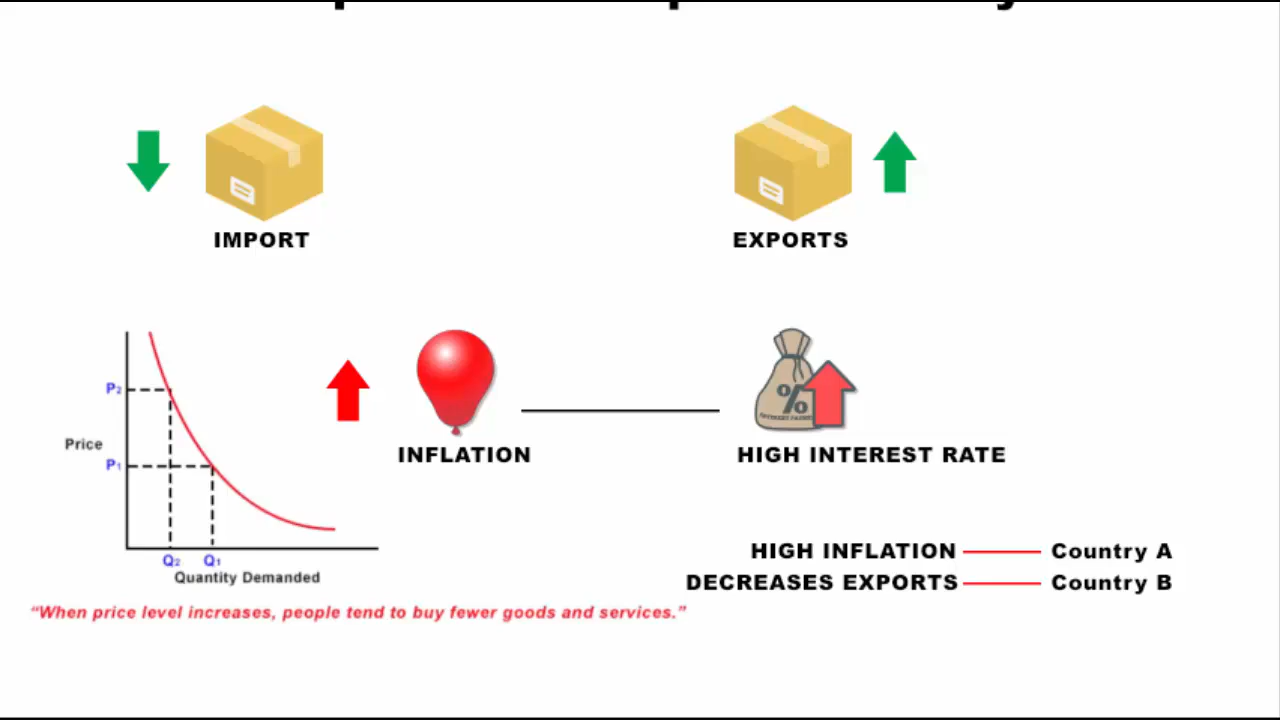 IMPORT
EXPORTS
P2
Price
P1
Q2 Q1
Quantity Demanded
INFLATION
%
HIGH INTEREST RATE
HIGH INFLATION Country A
DECREASES EXPORTS Country B
“When price level increases, people tend to buy fewer goods and services.”